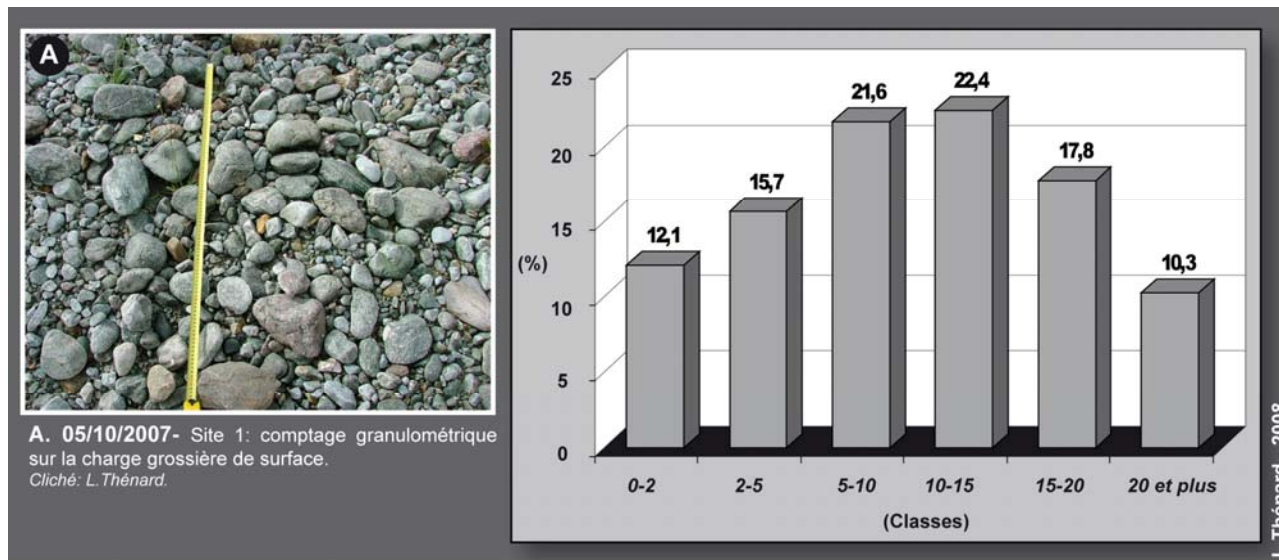 A
A. 05/10/2007- Site 1: comptage granulométrique
sur la charge grossière de surface.
Cliché: L.Thénard.
25
20
15
10
5
0
(%)
12,1
15,7
21,6
22,4
17,8
10,3
0-2 2-5 5-10 10-15 15-20 20 et plus
(Classes)
Thénard 2008